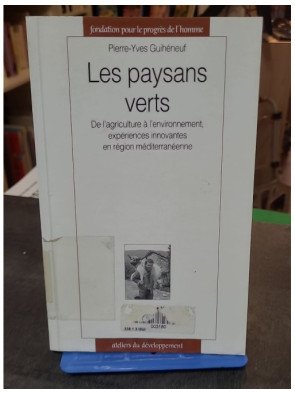 fondation pour le progrès de l'homme
Pierre-Yves Guihéneuf
Les paysans
verts
De l'agriculture à l'environnement,
expériences innovantes
en région méditerranéenne
ateliers du développement